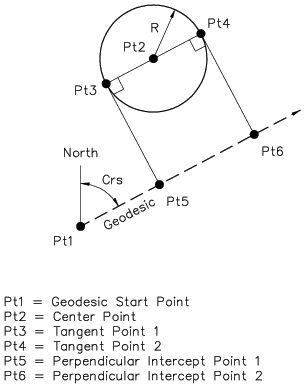 R
Pt4
Pt2
Pt3
North
Crs
Pt6
Geodesic
Pt5
Pt1
Pt1 = Geodesic Start Point
Pt2 = Center Point
Pt3 = Tangent Point 1
Pt4 = Tangent Point 2
Pt5 = Perpendicular Intercept Point 1
Pt6 = Perpendicular Intercept Point 2